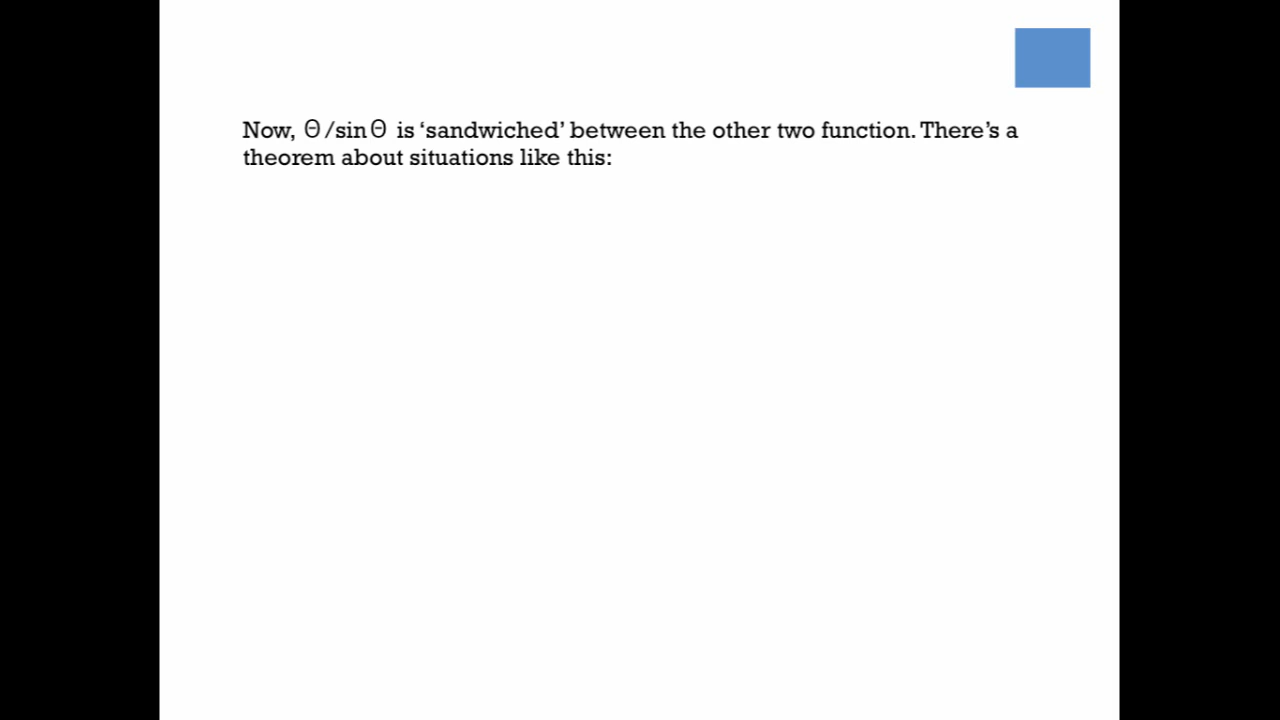 Now, Θ/sinΘ is ‘sandwiched’ between the other two function. There’s a
theorem about situations like this: